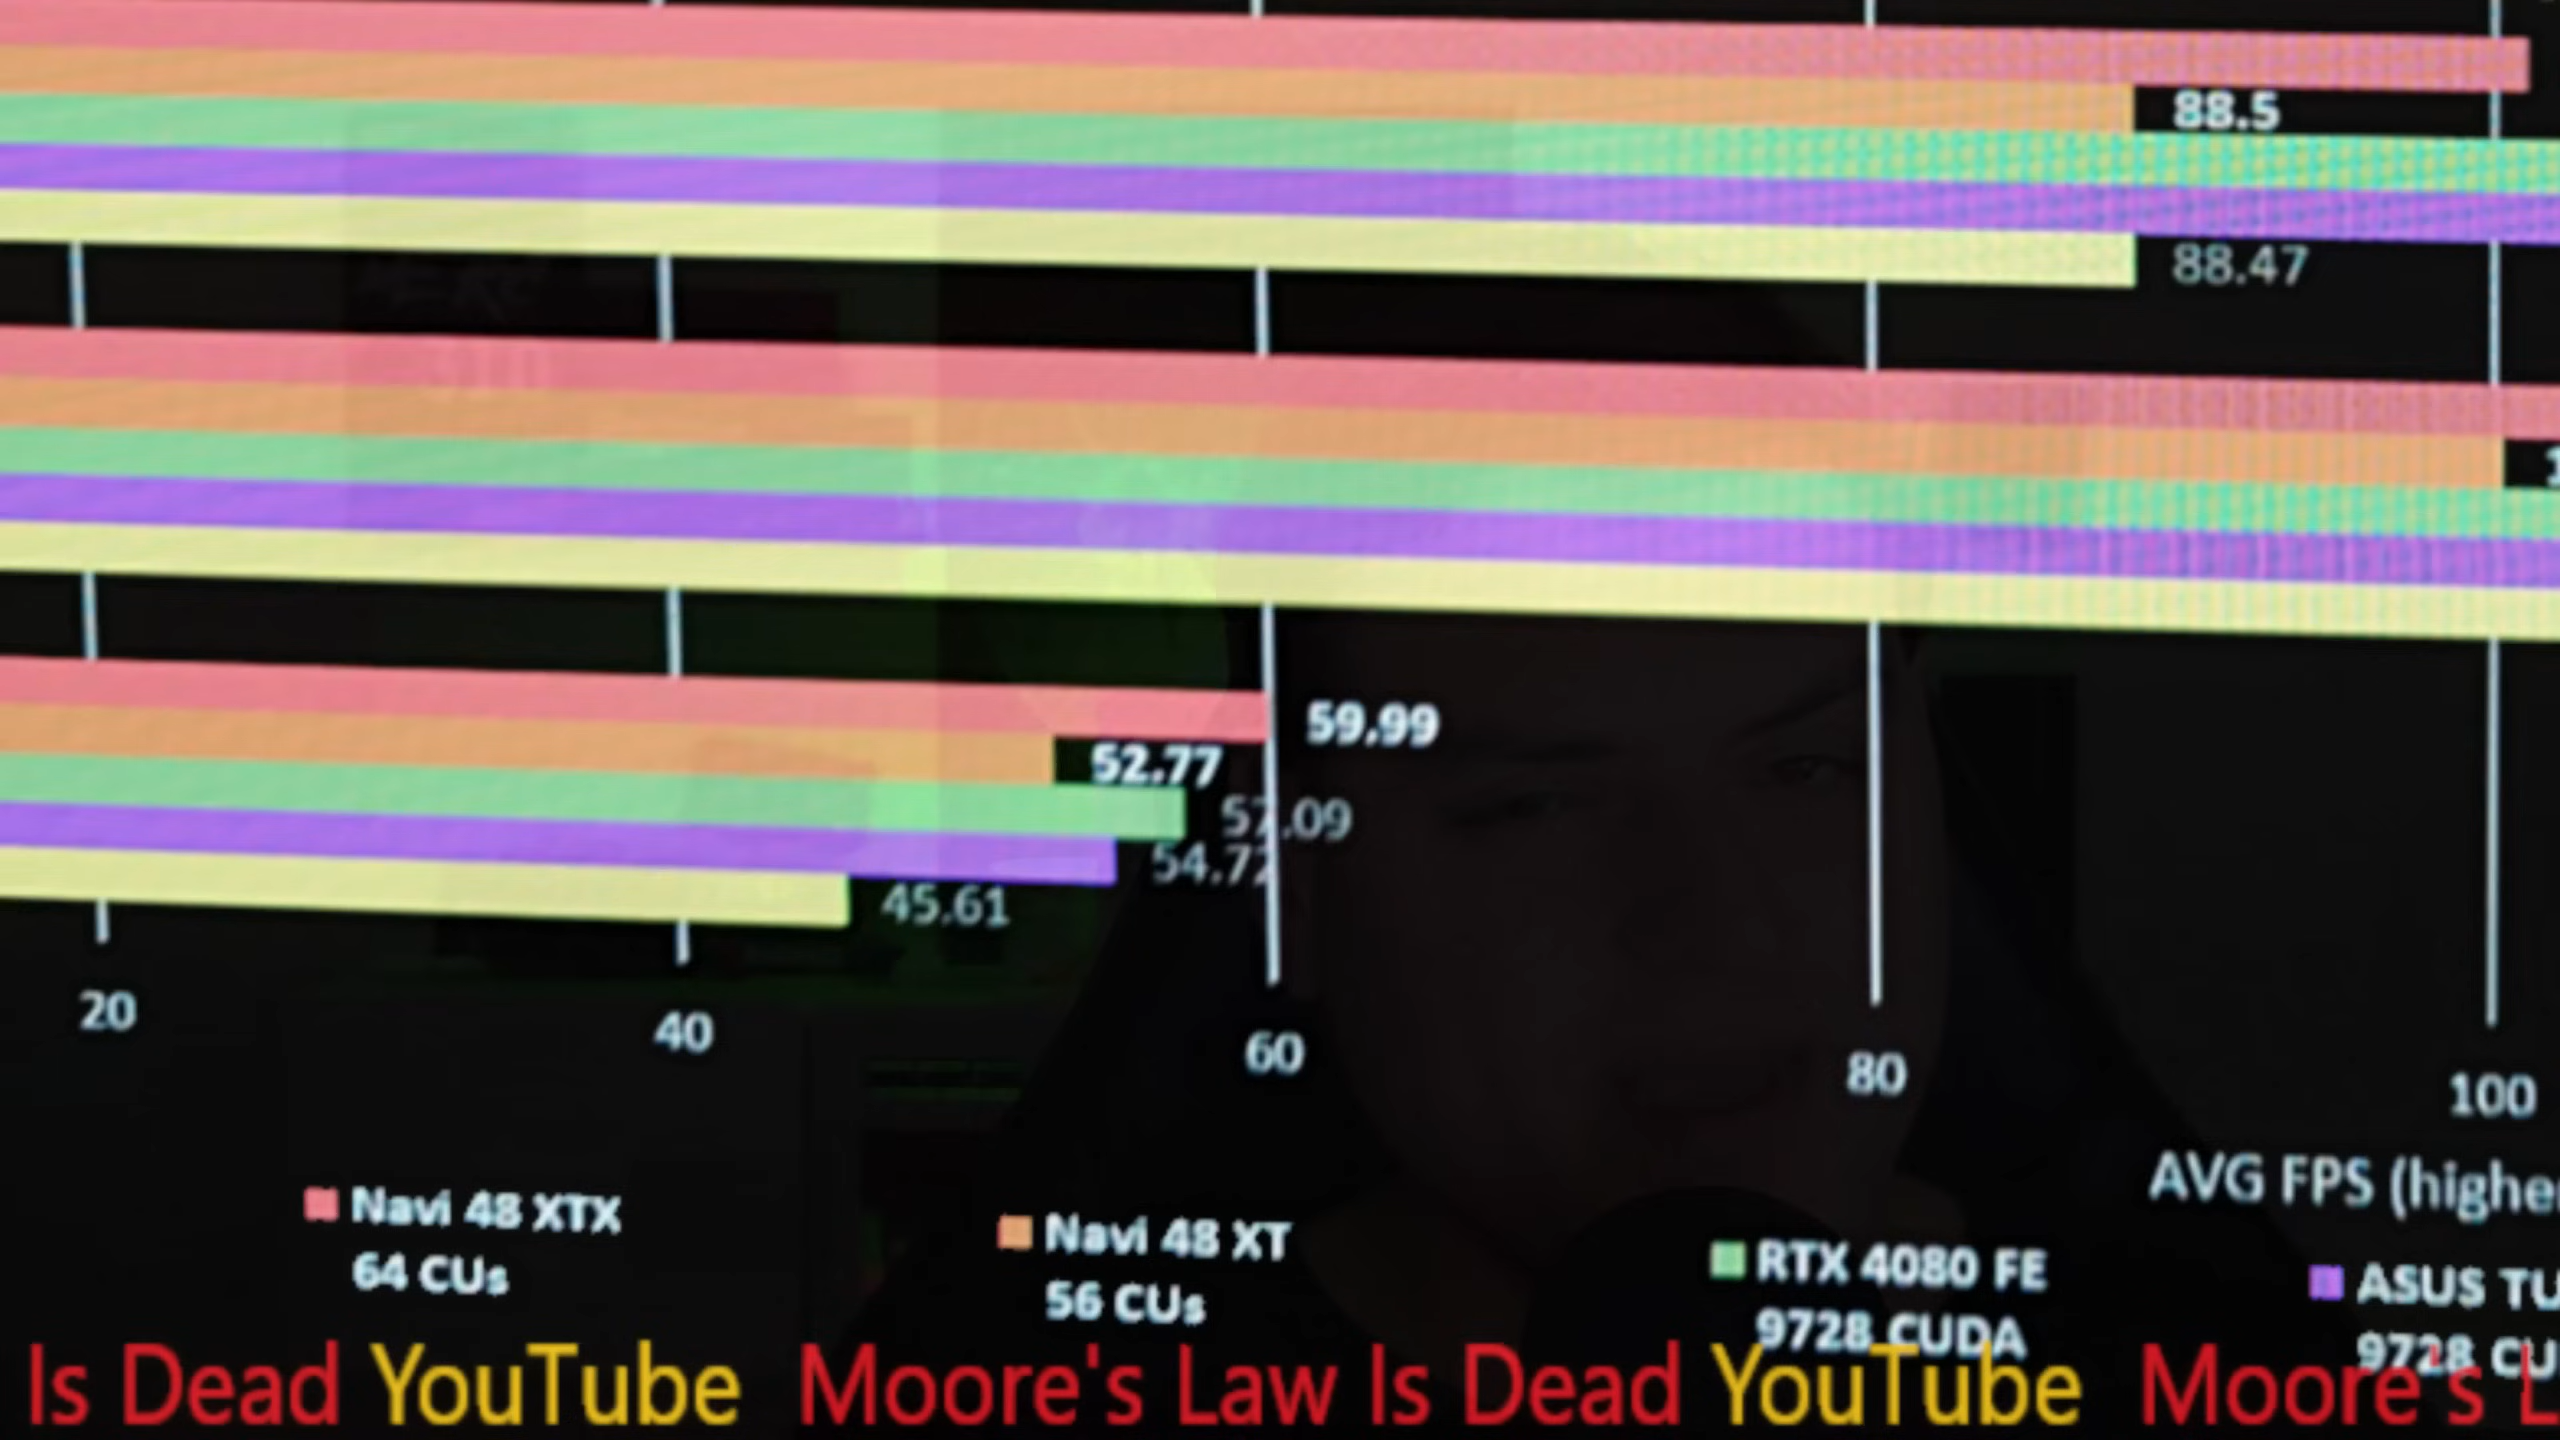 88.5
88.47
59.99
52.77
57.09
54.72
45.61
20
40
60
80
100
AVG FPS (higher
Navi 48 XTX
64 CUs
Navi 48 XT
56 CUs
RTX 4080 FE
9728 CUDA
ASUS TU
9728 CU
Is Dead YouTube Moore's Law Is Dead YouTube Moore's L